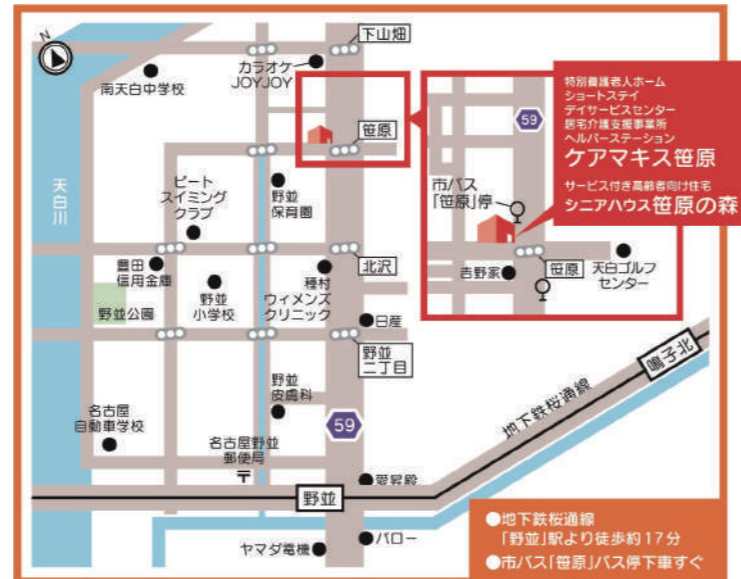 N
下山畑
カラオケ
JOYJOY
南天白中学校
笹原
天白川
ビート
スイミング
クラブ
野並
保育園
北沢
豊田
信用金庫
野並公園
野並
小学校
種村
ウィメンズ
クリニック
日産
野並
二丁目
野並
皮膚科
59
名古屋
自動車学校
名古屋野並
郵便局
〒
愛昇殿
野並
地下鉄桜通線
鳴子北
ヤマダ電機
バロー
59
市バス
「笹原」停
笹原
吉野家
天白ゴルフ
センター
特別養護老人ホーム
ショートステイ
デイサービスセンター
居宅介護支援事業所
ヘルパーステーション
ケアマキス笹原
サービス付き高齢者向け住宅
シニアハウス笹原の森
●地下鉄桜通線
「野並」駅より徒歩約17分
●市バス「笹原」バス停下車すぐ